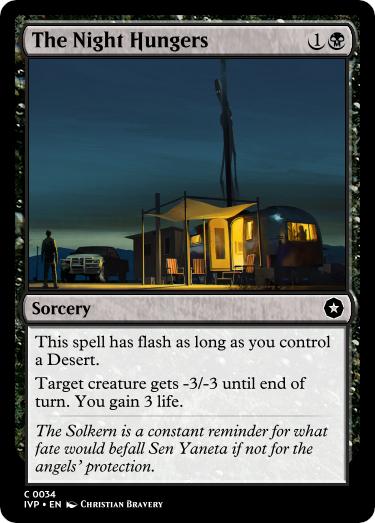 The Night Hungers 1
Sorcery
This spell has flash as long as you control
a Desert.
Target creature gets -3/-3 until end of
turn. You gain 3 life.
The Solkern is a constant reminder for what
fate would befall Sen Yaneta if not for the
angels’ protection.
C 0034
IVP • EN Christian Bravery